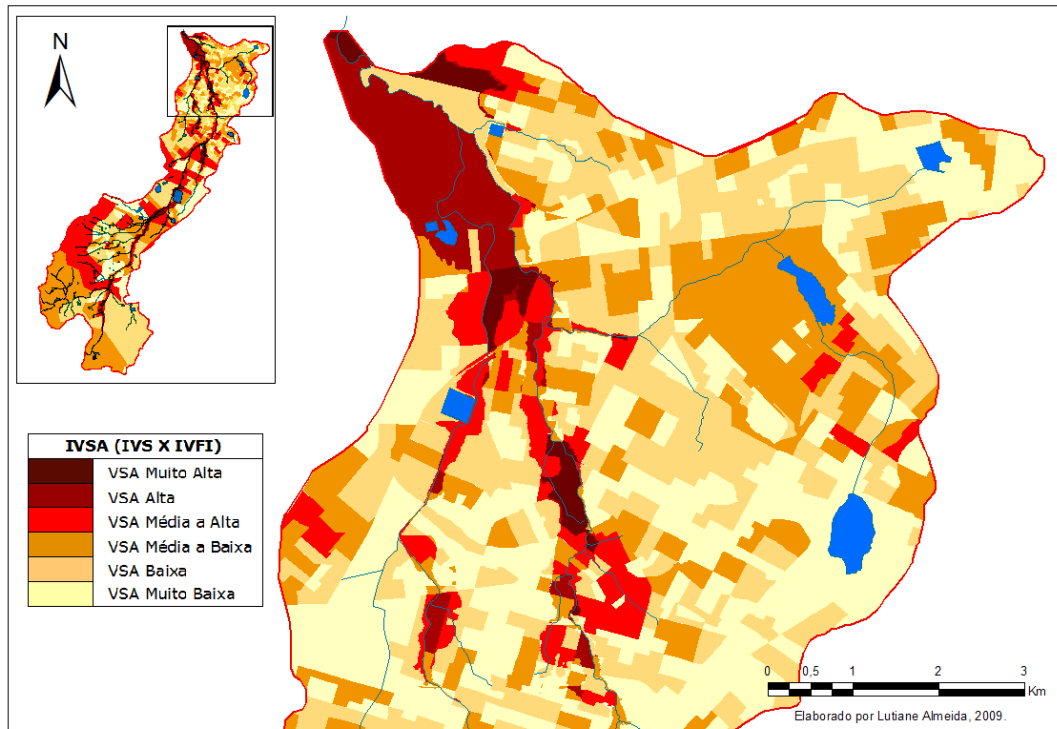 N
IVSA (IVS X IVFI)
VSA Muito Alta
VSA Alta
VSA Média a Alta
VSA Média a Baixa
VSA Baixa
VSA Muito Baixa
0 0,5 1 2 3
Km
Elaborado por Lutiane Almeida, 2009.